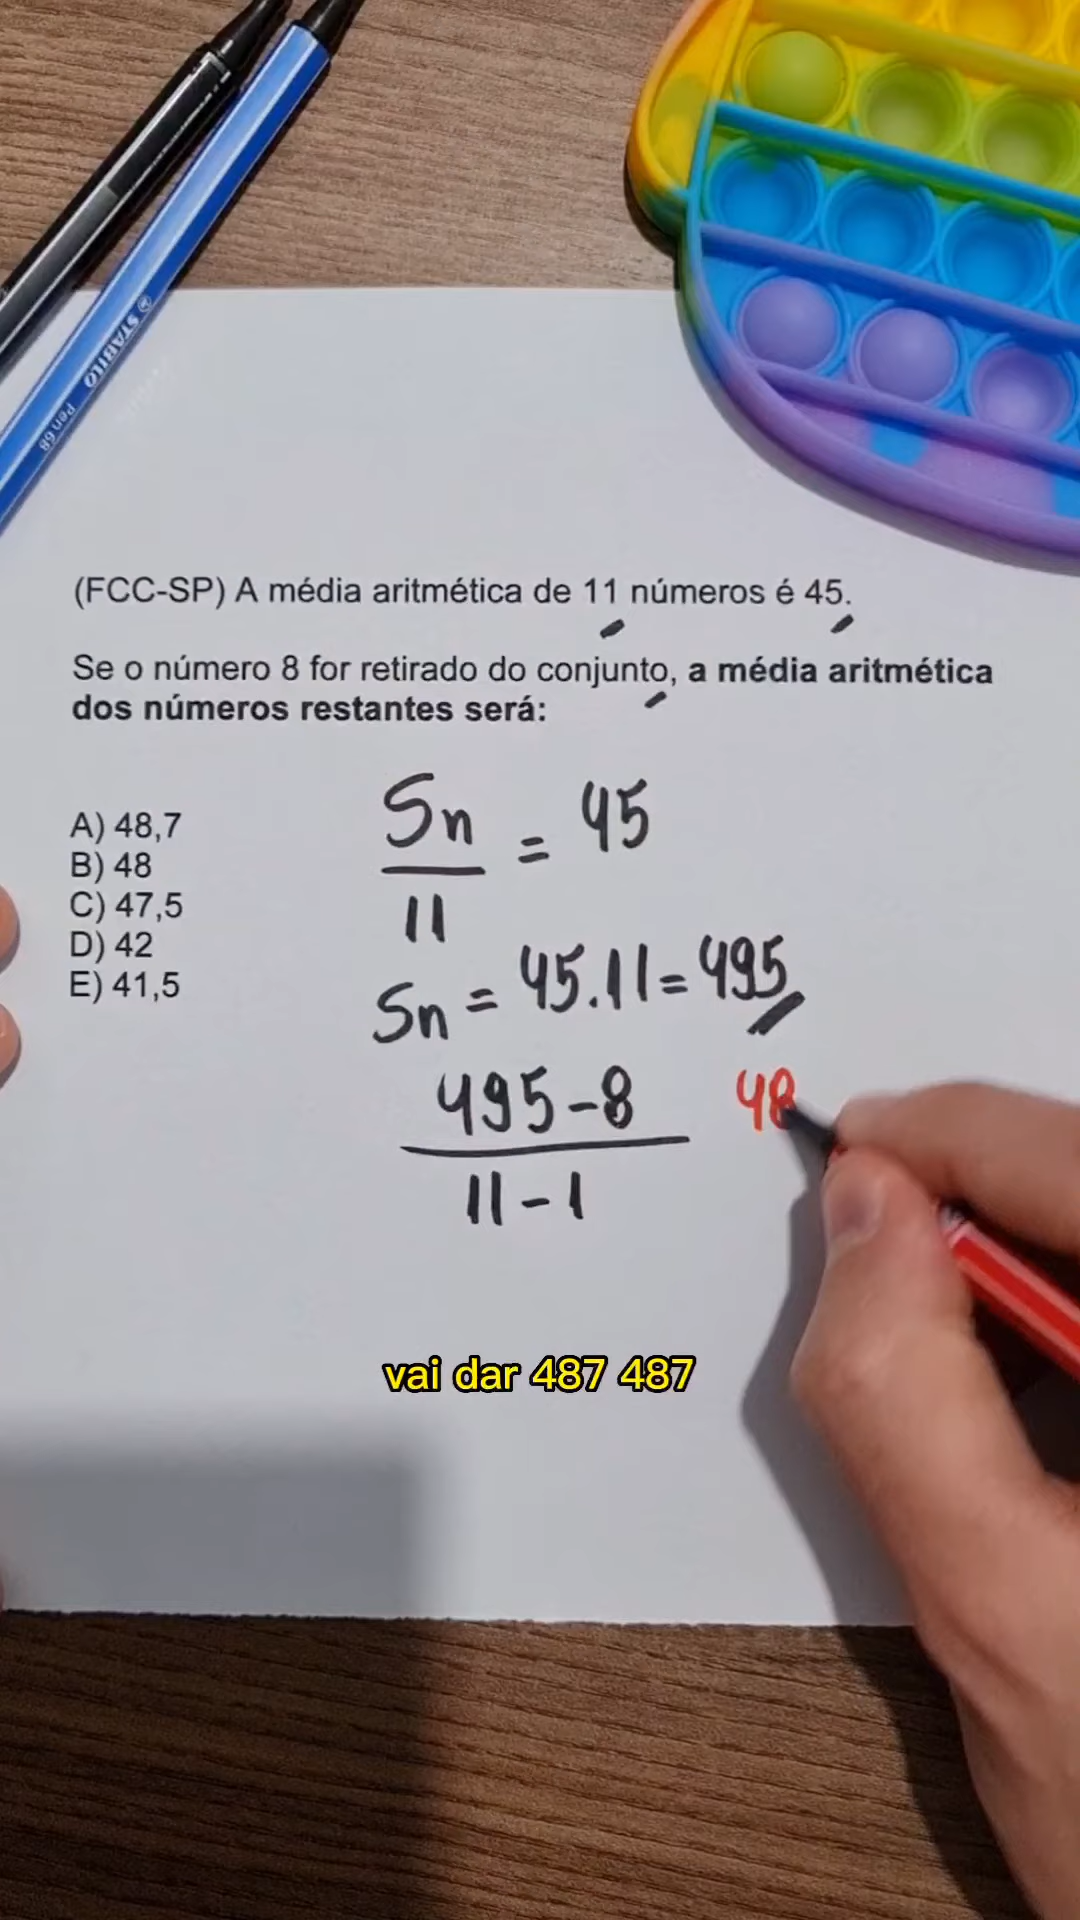 STABILO
Pen 68
(FCC-SP) A média aritmética de 11 números é 45.
Se o número 8 for retirado do conjunto, a média aritmética
dos números restantes será:
A) 48,7
B) 48
C) 47,5
D) 42
E) 41,5
Sn
= 45
11
Sn = 45.11 = 495
495-8
48
11-1
vai dar 487 487